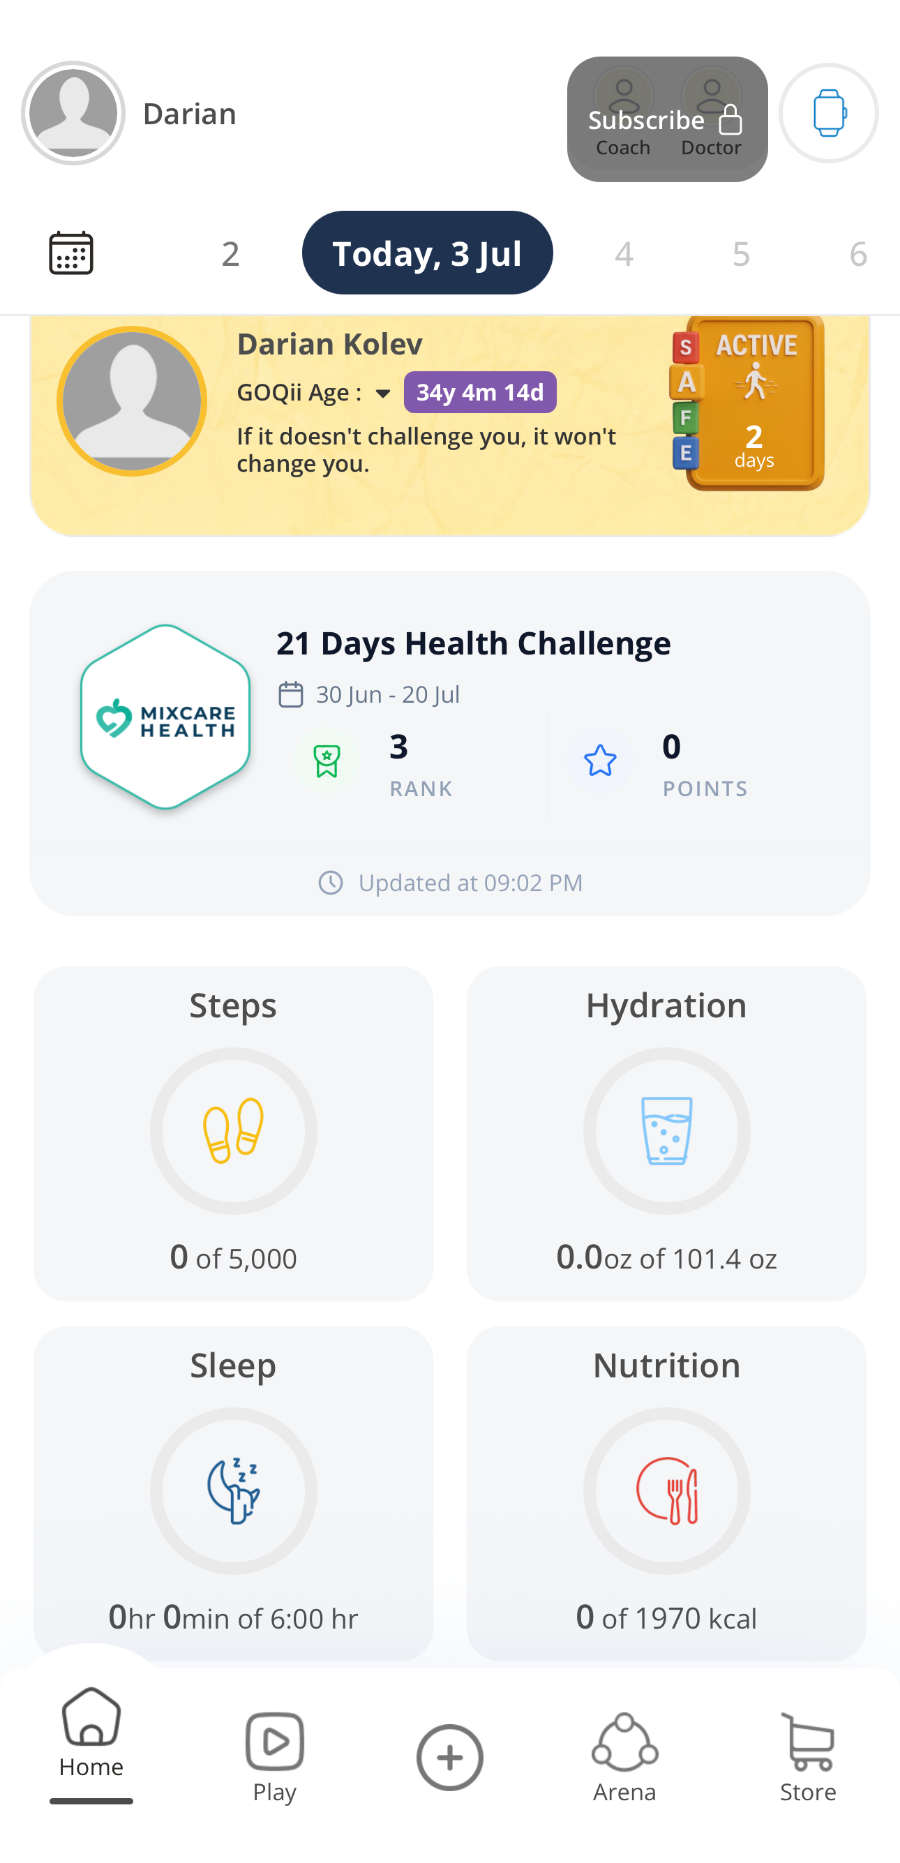 Darian
Subscribe
Coach Doctor
2 Today, 3 Jul 4 5 6
Darian Kolev
GOQii Age : 34y 4m 14d
If it doesn't challenge you, it won't
change you.
S
A
F
E
ACTIVE
2
days
MIXCARE
HEALTH
21 Days Health Challenge
30 Jun - 20 Jul
3
RANK
0
POINTS
Updated at 09:02 PM
Steps
0 of 5,000
Hydration
0.0oz of 101.4 oz
Sleep
z z z
0hr 0min of 6:00 hr
Nutrition
0 of 1970 kcal
Home
Play
Arena
Store